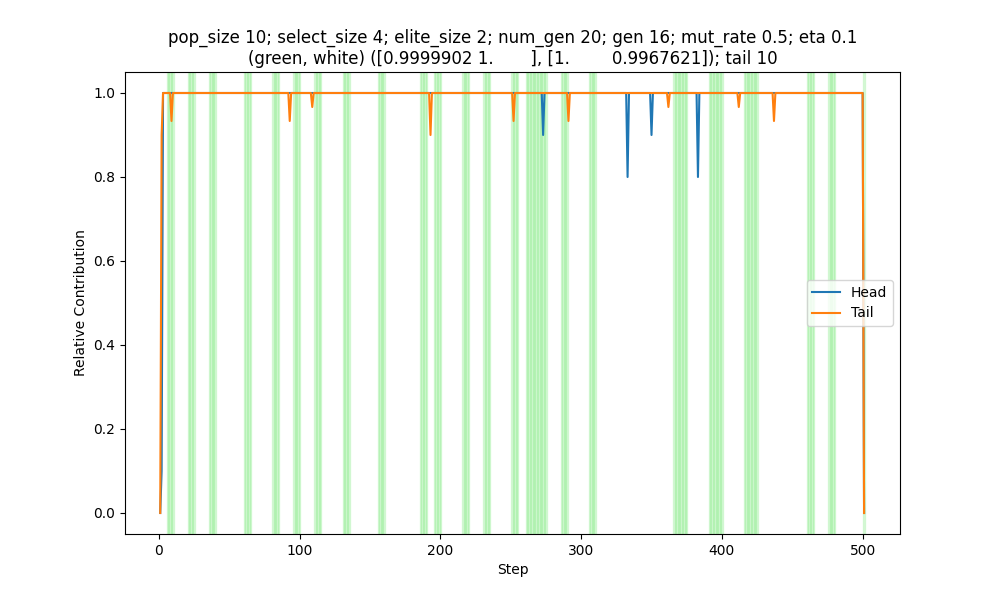 pop_size 10; select_size 4; elite_size 2; num_gen 20; gen 16; mut_rate 0.5; eta 0.1
(green, white) ([0.9999902 1.        ], [1.        0.9967621]); tail 10
1.0
0.8
0.6
0.4
0.2
0.0
Relative Contribution
Head
Tail
0 100 200 300 400 500
Step